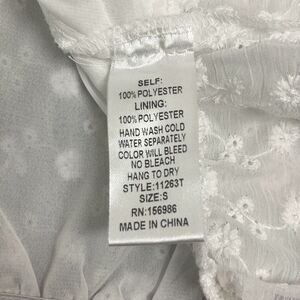 SELF:
100% POLYESTER
LINING:
100% POLYESTER
HAND WASH COLD
WATER SEPARATELY
COLOR WILL BLEED
NO BLEACH
HANG TO DRY
STYLE:11263T
SIZE:S
RN:156986
MADE IN CHINA